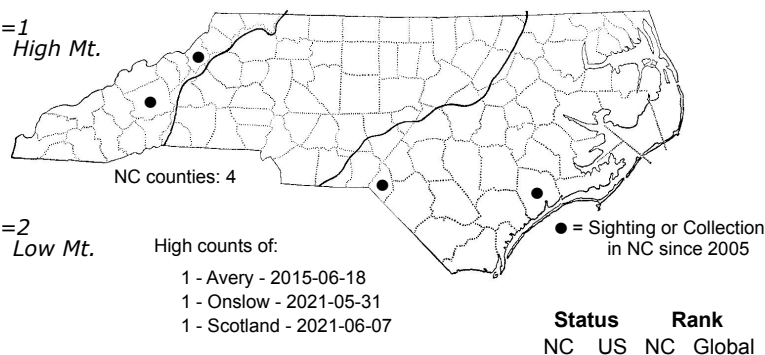 =1
High Mt.
NC counties: 4
=2
Low Mt.
High counts of:
1 - Avery - 2015-06-18
1 - Onslow - 2021-05-31
1 - Scotland - 2021-06-07
● = Sighting or Collection
in NC since 2005
Status Rank
NC US NC Global